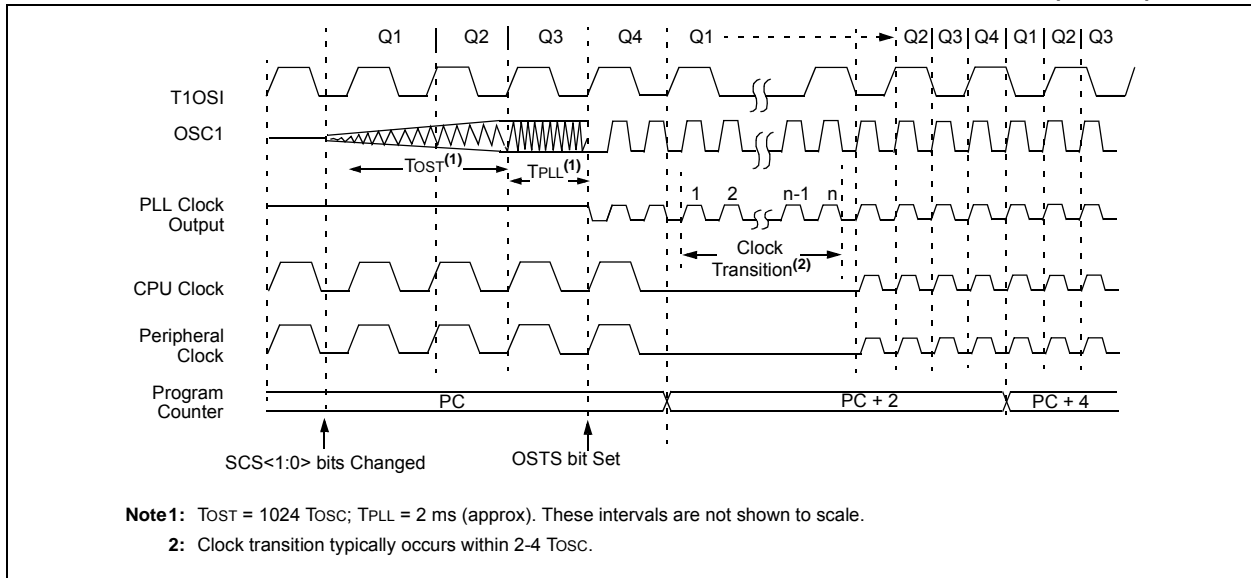 Q1 Q2 Q3 Q4 Q1 Q2 Q3 Q4 Q1 Q2 Q3
T1OSI
OSC1
TOST(1)
TPLL(1)
PLL Clock
Output
1 2 n-1 n
Clock
Transition(2)
CPU Clock
Peripheral
Clock
Program
Counter
PC PC + 2 PC + 4
SCS<1:0> bits Changed OSTS bit Set
Note1: TOST = 1024 TOSC; TPLL = 2 ms (approx). These intervals are not shown to scale.
2: Clock transition typically occurs within 2-4 TOSC.